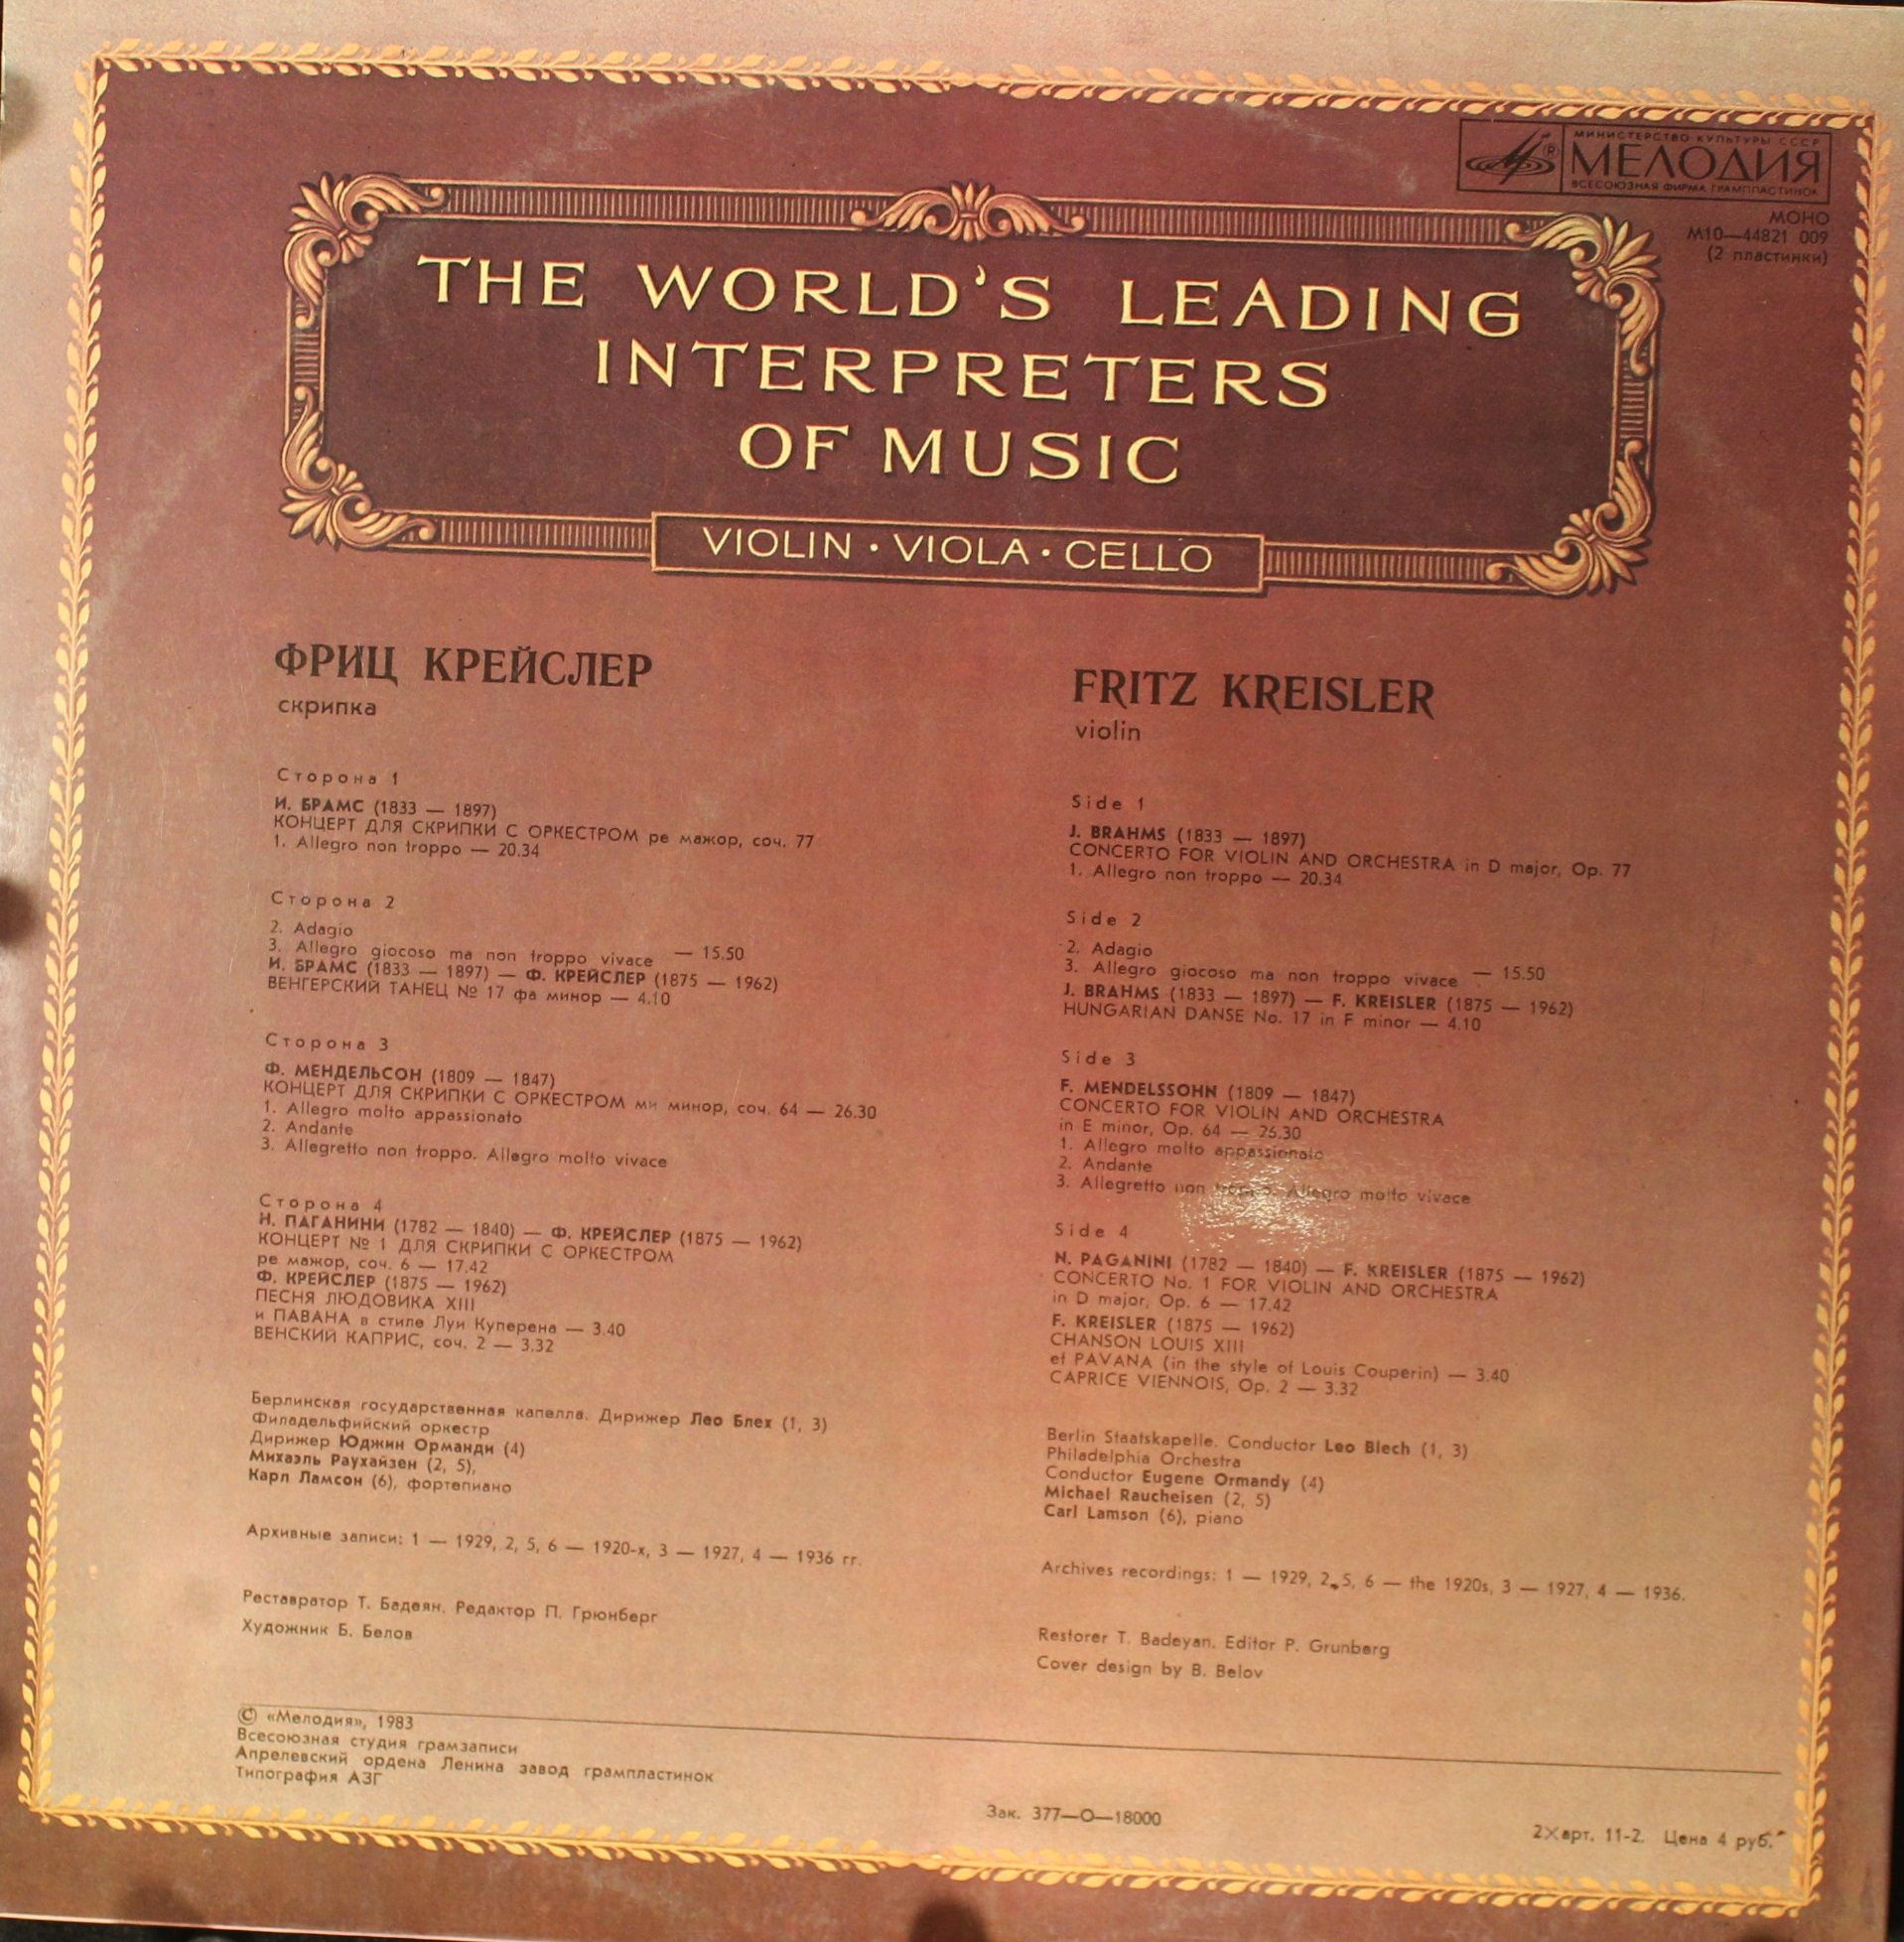 МИНИСТЕРСТВО КУЛЬТУРЫ СССР
МЕЛОДИЯ
ВСЕСОЮЗНАЯ ФИРМА ГРАМПЛАСТИНОК
МОНО
М10—44821 009
(2 пластинки)
THE WORLD'S LEADING
INTERPRETERS
OF MUSIC
VIOLIN • VIOLA • CELLO
ФРИЦ КРЕЙСЛЕР
скрипка
Сторона 1
И. БРАМС (1833 — 1897)
КОНЦЕРТ ДЛЯ СКРИПКИ С ОРКЕСТРОМ ре мажор, соч. 77
1. Allegro non troppo — 20.34
Сторона 2
2. Adagio
3. Allegro giocoso ma non troppo vivace — 15.50
И. БРАМС (1833 — 1897) — Ф. КРЕЙСЛЕР (1875 — 1962)
ВЕНГЕРСКИЙ ТАНЕЦ № 17 фа минор — 4.10
Сторона 3
Ф. МЕНДЕЛЬСОН (1809 — 1847)
КОНЦЕРТ ДЛЯ СКРИПКИ С ОРКЕСТРОМ ми минор, соч. 64 — 26.30
1. Allegro molto appassionato
2. Andante
3. Allegretto non troppo. Allegro molto vivace
Сторона 4
Н. ПАГАНИНИ (1782 — 1840) — Ф. КРЕЙСЛЕР (1875 — 1962)
КОНЦЕРТ № 1 ДЛЯ СКРИПКИ С ОРКЕСТРОМ
ре мажор, соч. 6 — 17.42
Ф. КРЕЙСЛЕР (1875 — 1962)
ПЕСНЯ ЛЮДОВИКА XIII
и ПАВАНА в стиле Луи Куперена — 3.40
ВЕНСКИЙ КАПРИС, соч. 2 — 3.32
Берлинская государственная капелла. Дирижер Лео Блех (1, 3)
Филадельфийский оркестр
Дирижер Юджин Орманди (4)
Михаэль Раухайзен (2, 5),
Карл Ламсон (6), фортепиано
Архивные записи: 1 — 1929, 2, 5, 6 — 1920-х, 3 — 1927, 4 — 1936 гг.
Реставратор Т. Бадеян. Редактор П. Грюнберг
Художник Б. Белов
FRITZ KREISLER
violin
Side 1
J. BRAHMS (1833 — 1897)
CONCERTO FOR VIOLIN AND ORCHESTRA in D major, Op. 77
1. Allegro non troppo — 20.34
Side 2
2. Adagio
3. Allegro giocoso ma non troppo vivace — 15.50
J. BRAHMS (1833 — 1897) — F. KREISLER (1875 — 1962)
HUNGARIAN DANSE No. 17 in F minor — 4.10
Side 3
F. MENDELSSOHN (1809 — 1847)
CONCERTO FOR VIOLIN AND ORCHESTRA
in E minor, Op. 64 — 26.30
1. Allegro molto appassionato
2. Andante
3. Allegretto non troppo. Allegro molto vivace
Side 4
N. PAGANINI (1782 — 1840) — F. KREISLER (1875 — 1962)
CONCERTO No. 1 FOR VIOLIN AND ORCHESTRA
in D major, Op. 6 — 17.42
F. KREISLER (1875 — 1962)
CHANSON LOUIS XIII
et PAVANA (in the style of Louis Couperin) — 3.40
CAPRICE VIENNOIS, Op. 2 — 3.32
Berlin Staatskapelle. Conductor Leo Blech (1, 3)
Philadelphia Orchestra
Conductor Eugene Ormandy (4)
Michael Raucheisen (2, 5)
Carl Lamson (6), piano
Archives recordings: 1 — 1929, 2, 5, 6 — the 1920s, 3 — 1927, 4 — 1936.
Restorer T. Badeyan. Editor P. Grunberg
Cover design by B. Belov
© «Мелодия», 1983
Всесоюзная студия грамзаписи
Апрелевский ордена Ленина завод грампластинок
Типография АЗГ
Зак. 377—О—18000
2Харт. 11-2. Цена 4 руб.